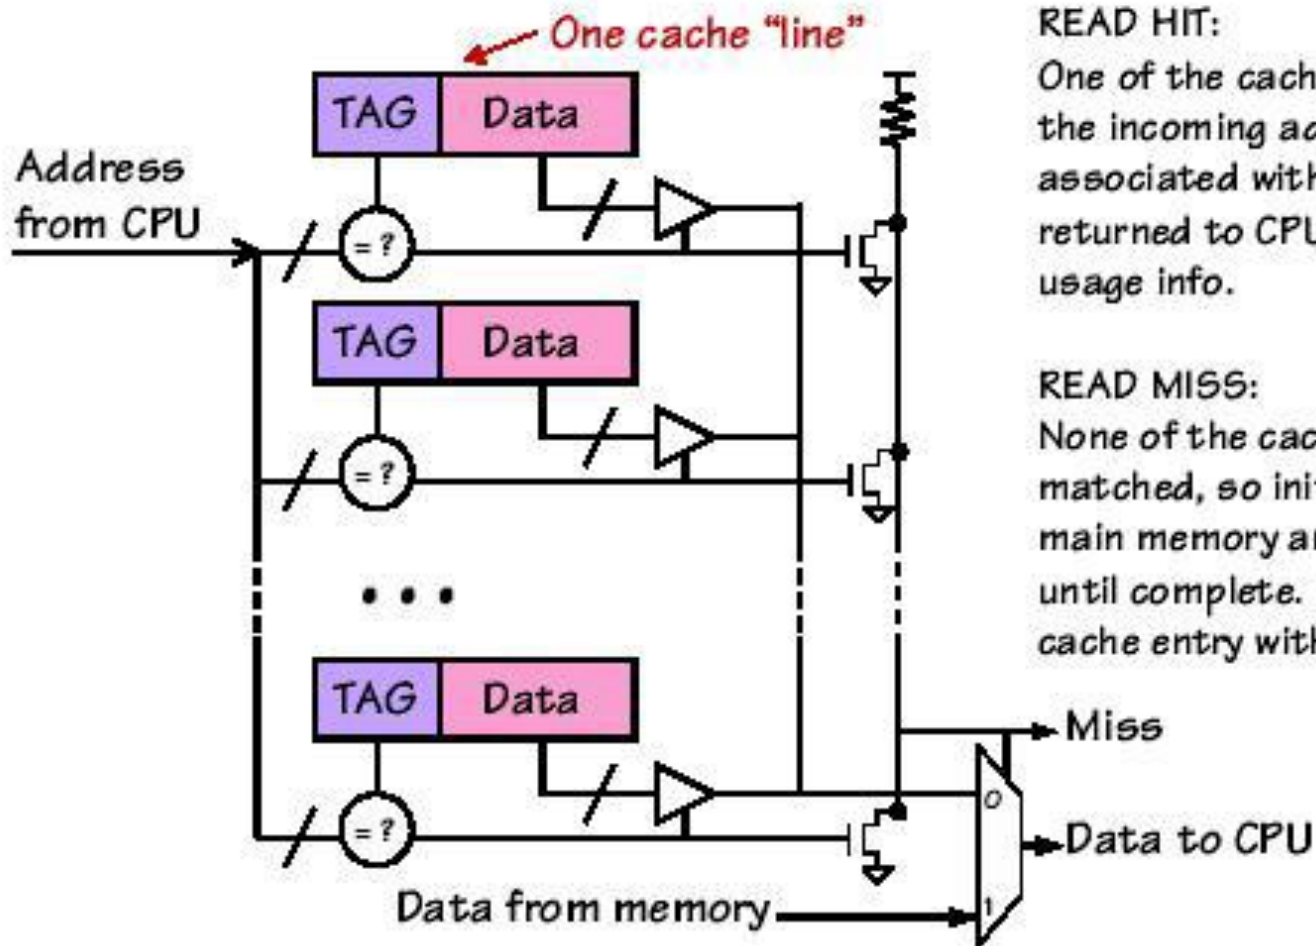 One cache "line"
TAG Data
Address
from CPU
= ?
TAG Data
= ?
• • •
TAG Data
= ?
Data from memory
0
1
Miss
Data to CPU
READ HIT:
One of the cach
the incoming ad
associated with
returned to CPU
usage info.
READ MISS:
None of the cac
matched, so init
main memory an
until complete.
cache entry with